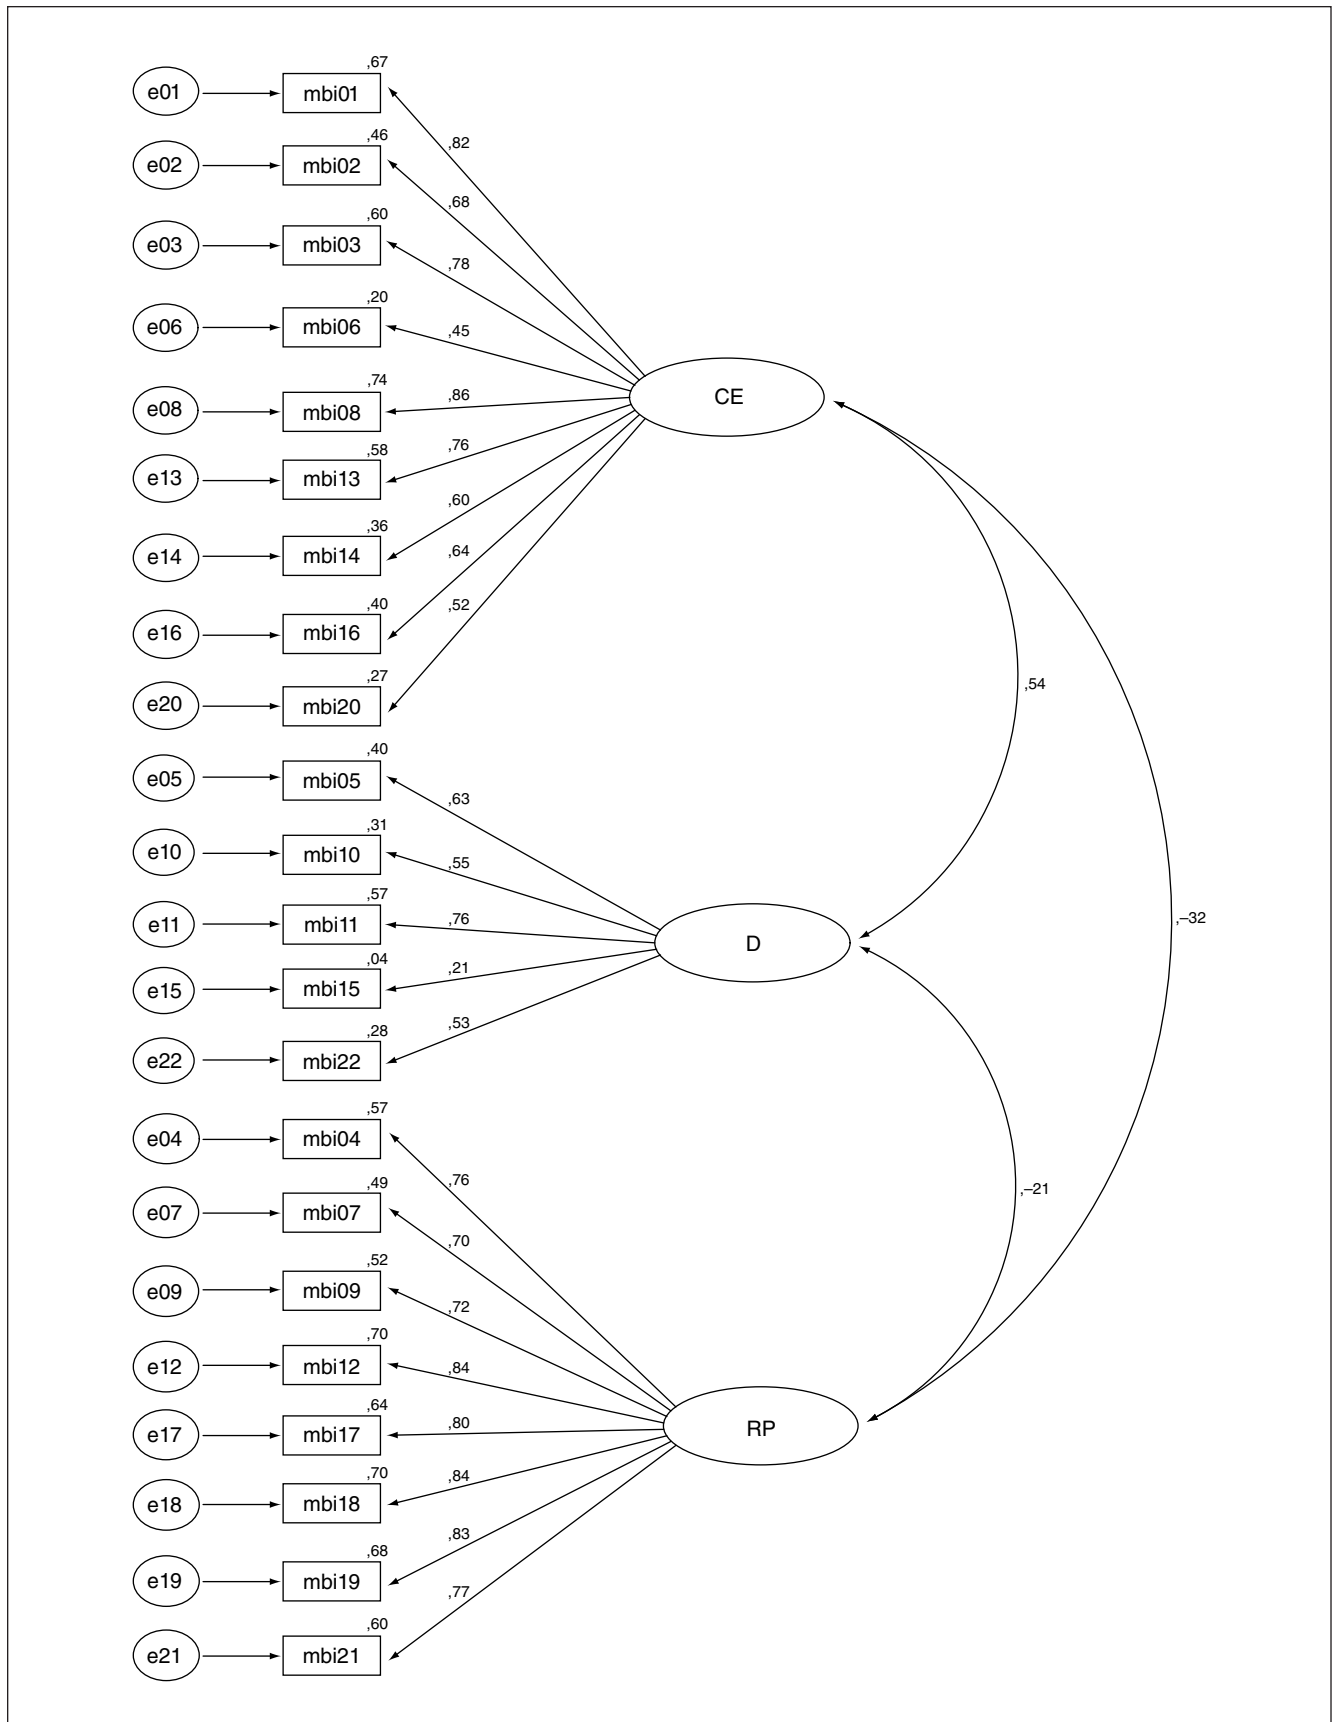 ,67
e01 mbi01
,82
,46
e02 mbi02
,68
,60
e03 mbi03
,78
,20
e06 mbi06
,45
,74
e08 mbi08
,86
CE
,58
e13 mbi13
,76
,36
e14 mbi14
,60
,40
e16 mbi16
,64
,27
e20 mbi20
,52
,54
,40
e05 mbi05
,63
,31
e10 mbi10
,55
,57
e11 mbi11
,76
D
,–32
,04
e15 mbi15
,21
,28
e22 mbi22
,53
,57
e04 mbi04
,76
,–21
,49
e07 mbi07
,70
,52
e09 mbi09
,72
,70
e12 mbi12
,84
,64
e17 mbi17
,80
RP
,70
e18 mbi18
,84
,68
e19 mbi19
,83
,60
e21 mbi21
,77